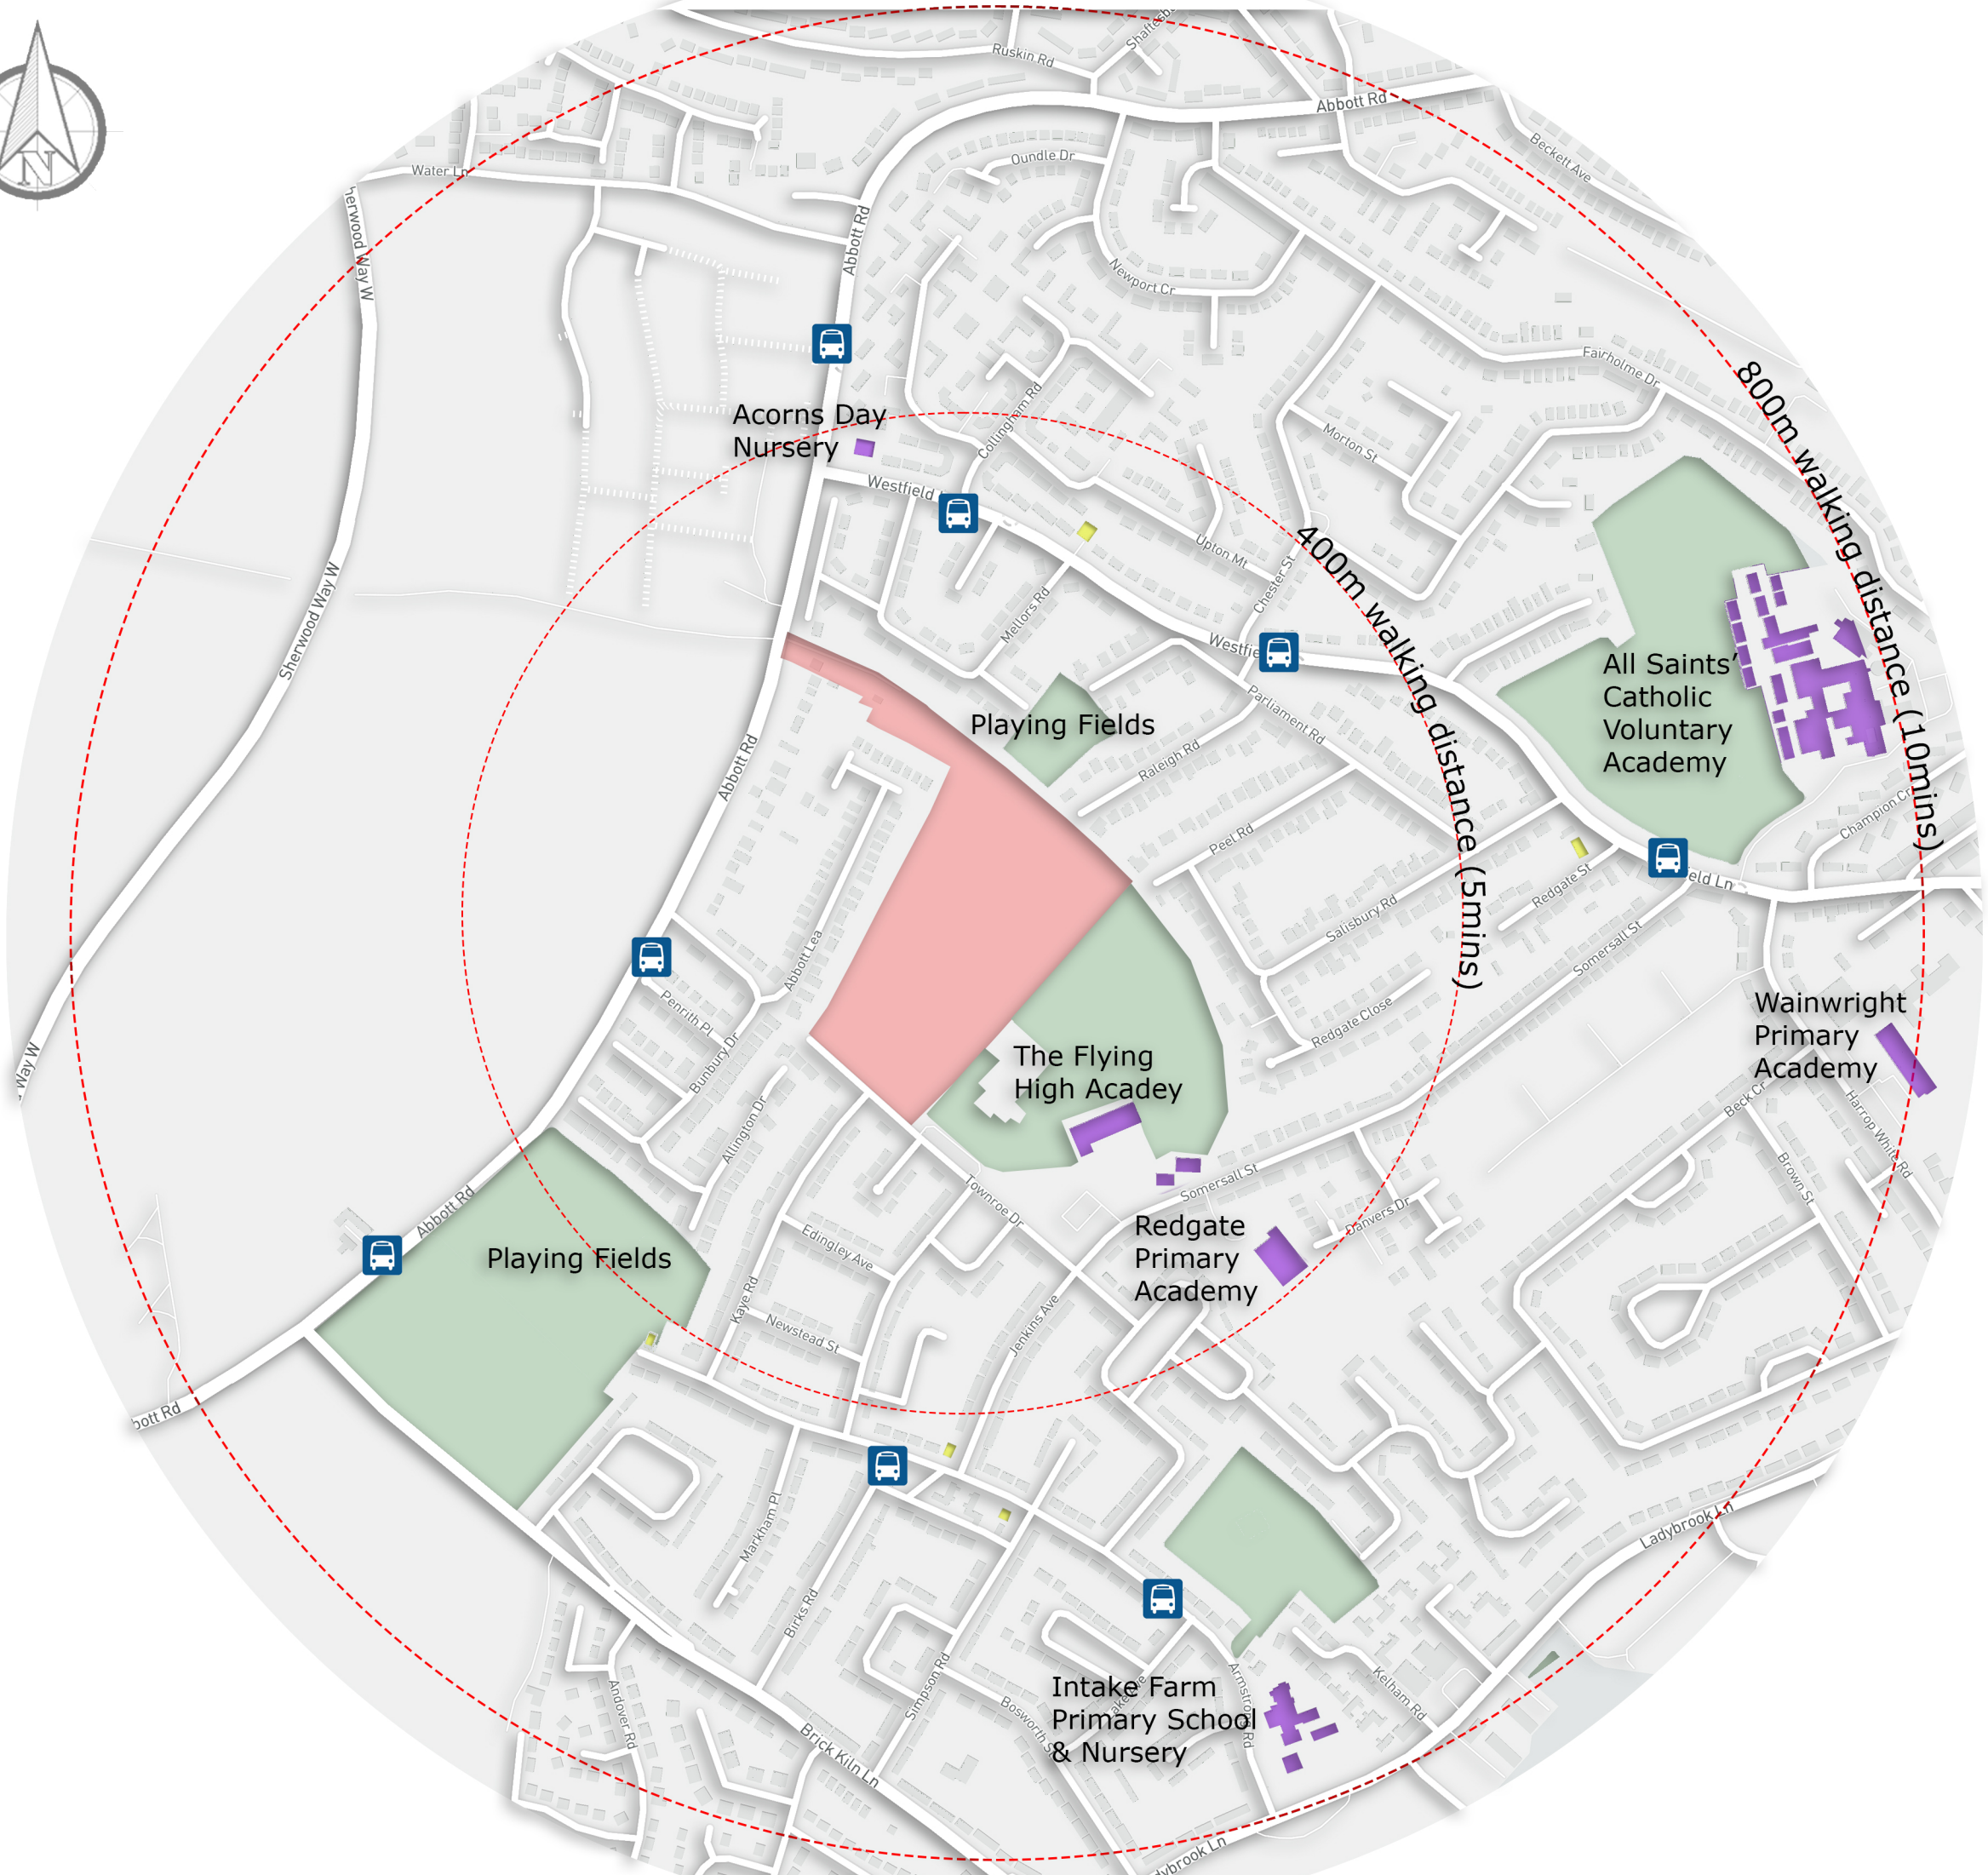 Ruskin Rd
Abbott Rd
Beckett Ave
Oundle Dr
Water Ln
N
Abbott Rd
Newport Cr
Fairholme Dr
800m walking distance (10mins)
Acorns Day
Nursery
Collingham Rd
Morton St
Westfield
400m walking distance (5mins)
Upton Mt
Chester St
Mellors Rd
Sherwood Way W
All Saints'
Catholic
Voluntary
Academy
Playing Fields
Parliament Rd
Raleigh Rd
Abbott Rd
Champion Cr
Peel Rd
Redgate St
Salisbury Rd
Somersall St
Abbott Lea
Penrith Pl
Redgate Close
Wainwright
Primary
Academy
Way W
Bunbury Dr
The Flying
High Acadey
Beck Cr
Harrop White Rd
Allington Dr
Brown St
Somersall St
Townroe Dr
Abbott Rd
Danvers Dr
Redgate
Primary
Academy
Edingley Ave
Playing Fields
Kaye Rd
Newstead St
Jenkins Ave
Markham Pl
Ladybrook Ln
Birks Rd
Simpson Rd
Intake Farm
Primary School
& Nursery
Armstrong Rd
Kelham Rd
Andover Rd
Brick Kiln Ln